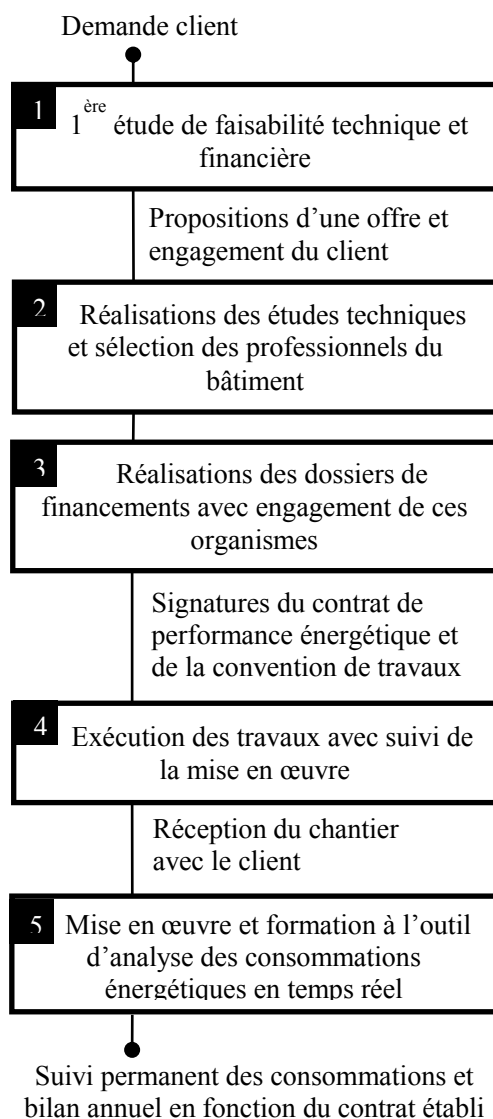 Demande client
1 1ère étude de faisabilité technique et
financière
Propositions d’une offre et
engagement du client
2 Réalisations des études techniques
et sélection des professionnels du
bâtiment
3 Réalisations des dossiers de
financements avec engagement de ces
organismes
Signatures du contrat de
performance énergétique et
de la convention de travaux
4 Exécution des travaux avec suivi de
la mise en œuvre
Réception du chantier
avec le client
5 Mise en œuvre et formation à l’outil
d’analyse des consommations
énergétiques en temps réel
Suivi permanent des consommations et
bilan annuel en fonction du contrat établi